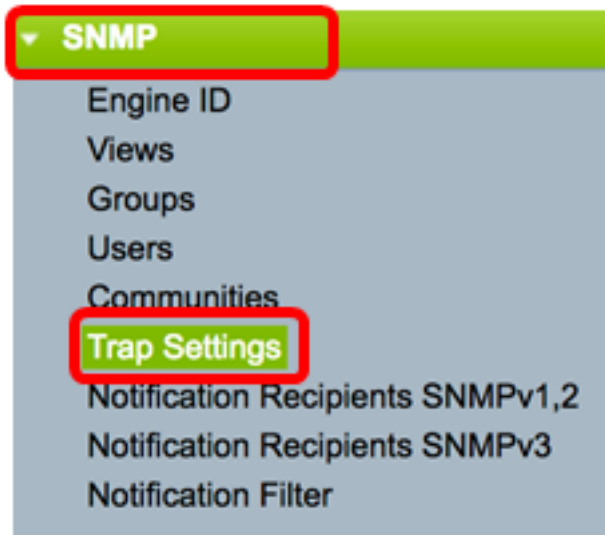 SNMP
Engine ID
Views
Groups
Users
Communities
Trap Settings
Notification Recipients SNMPv1,2
Notification Recipients SNMPv3
Notification Filter